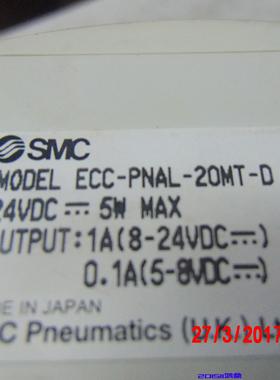 SMC
MODEL ECC-PNAL-20MT-D
24VDC 5W MAX
OUTPUT:1A(8-24VDC)
0.1A(5-8VDC)
IN JAPAN
Pneumatics (U.K.)
27/3/2017